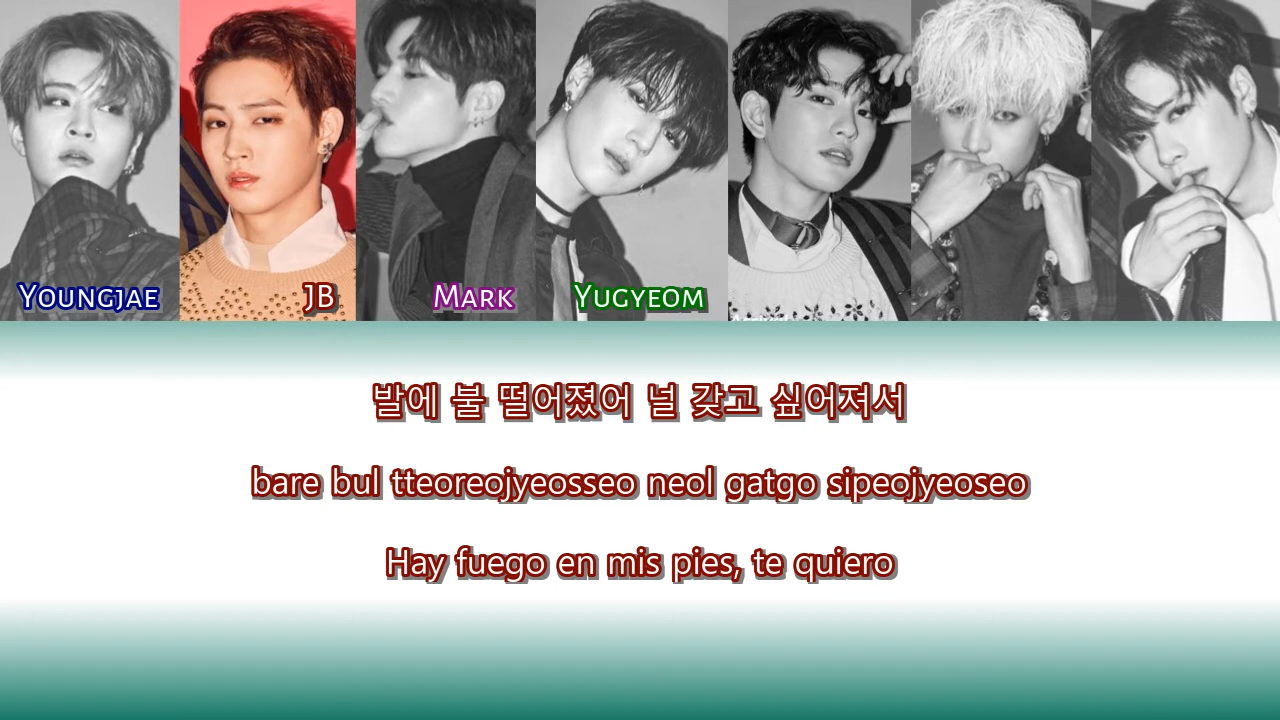 Youngjae
JB
Mark
Yugyeom
발에 불 떨어졌어 널 갖고 싶어져서
bare bul tteoreojyeosseo neol gatgo sipeojyeoseo
Hay fuego en mis pies, te quiero